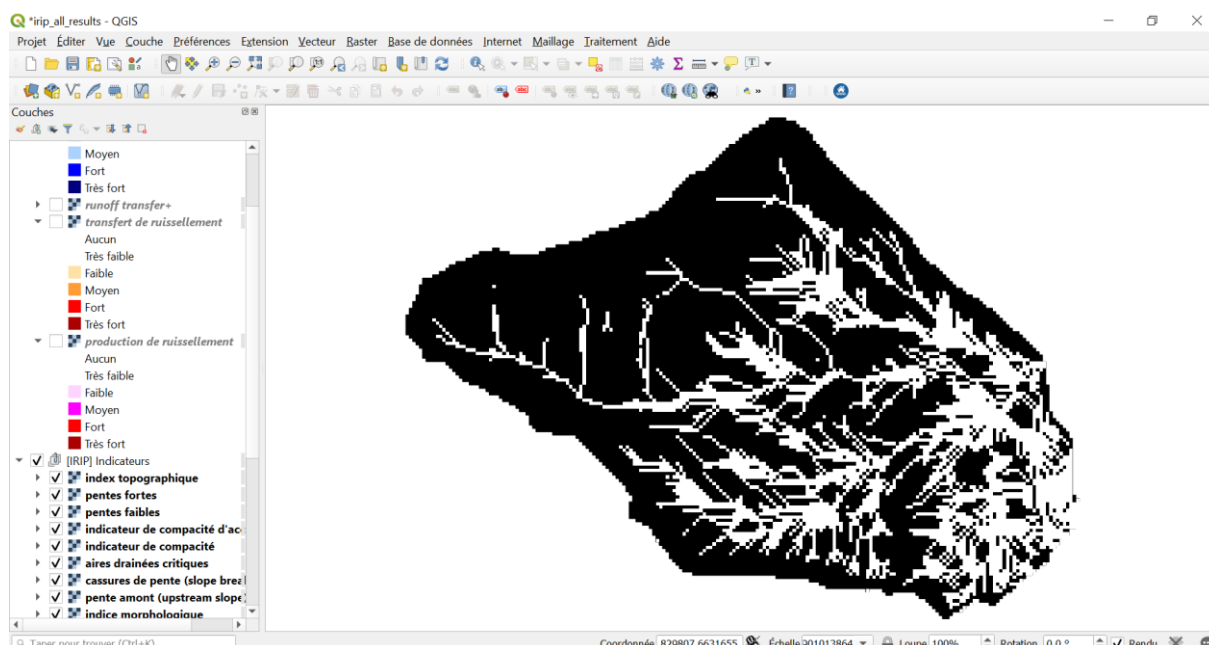 *irip_all_results - QGIS
Projet Éditer Vue Couche Préférences Extension Vecteur Raster Base de données Internet Maillage Traitement Aide
Couches
Moyen
Fort
Très fort
runoff transfer+
transfert de ruissellement
Aucun
Très faible
Faible
Moyen
Fort
Très fort
production de ruissellement
Aucun
Très faible
Faible
Moyen
Fort
Très fort
[IRIP] Indicateurs
index topographique
pentes fortes
pentes faibles
indicateur de compacité d'acc
indicateur de compacité
aires drainées critiques
cassures de pente (slope brea
pente amont (upstream slope)
indice morphologique
Taper pour trouver (Ctrl+K)
Coordonnée 829807,6631655 Échelle 901013864 Loupe 100% Rotation 0,0 ° Rendu